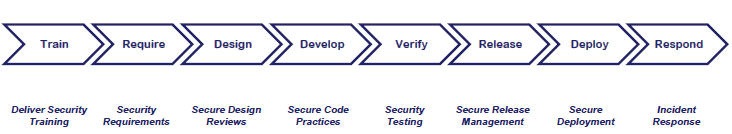 Train Require Design Develop Verify Release Deploy Respond
Deliver Security Security Secure Design Secure Code Security Secure Release Secure Incident
Training Requirements Reviews Practices Testing Management Deployment Response